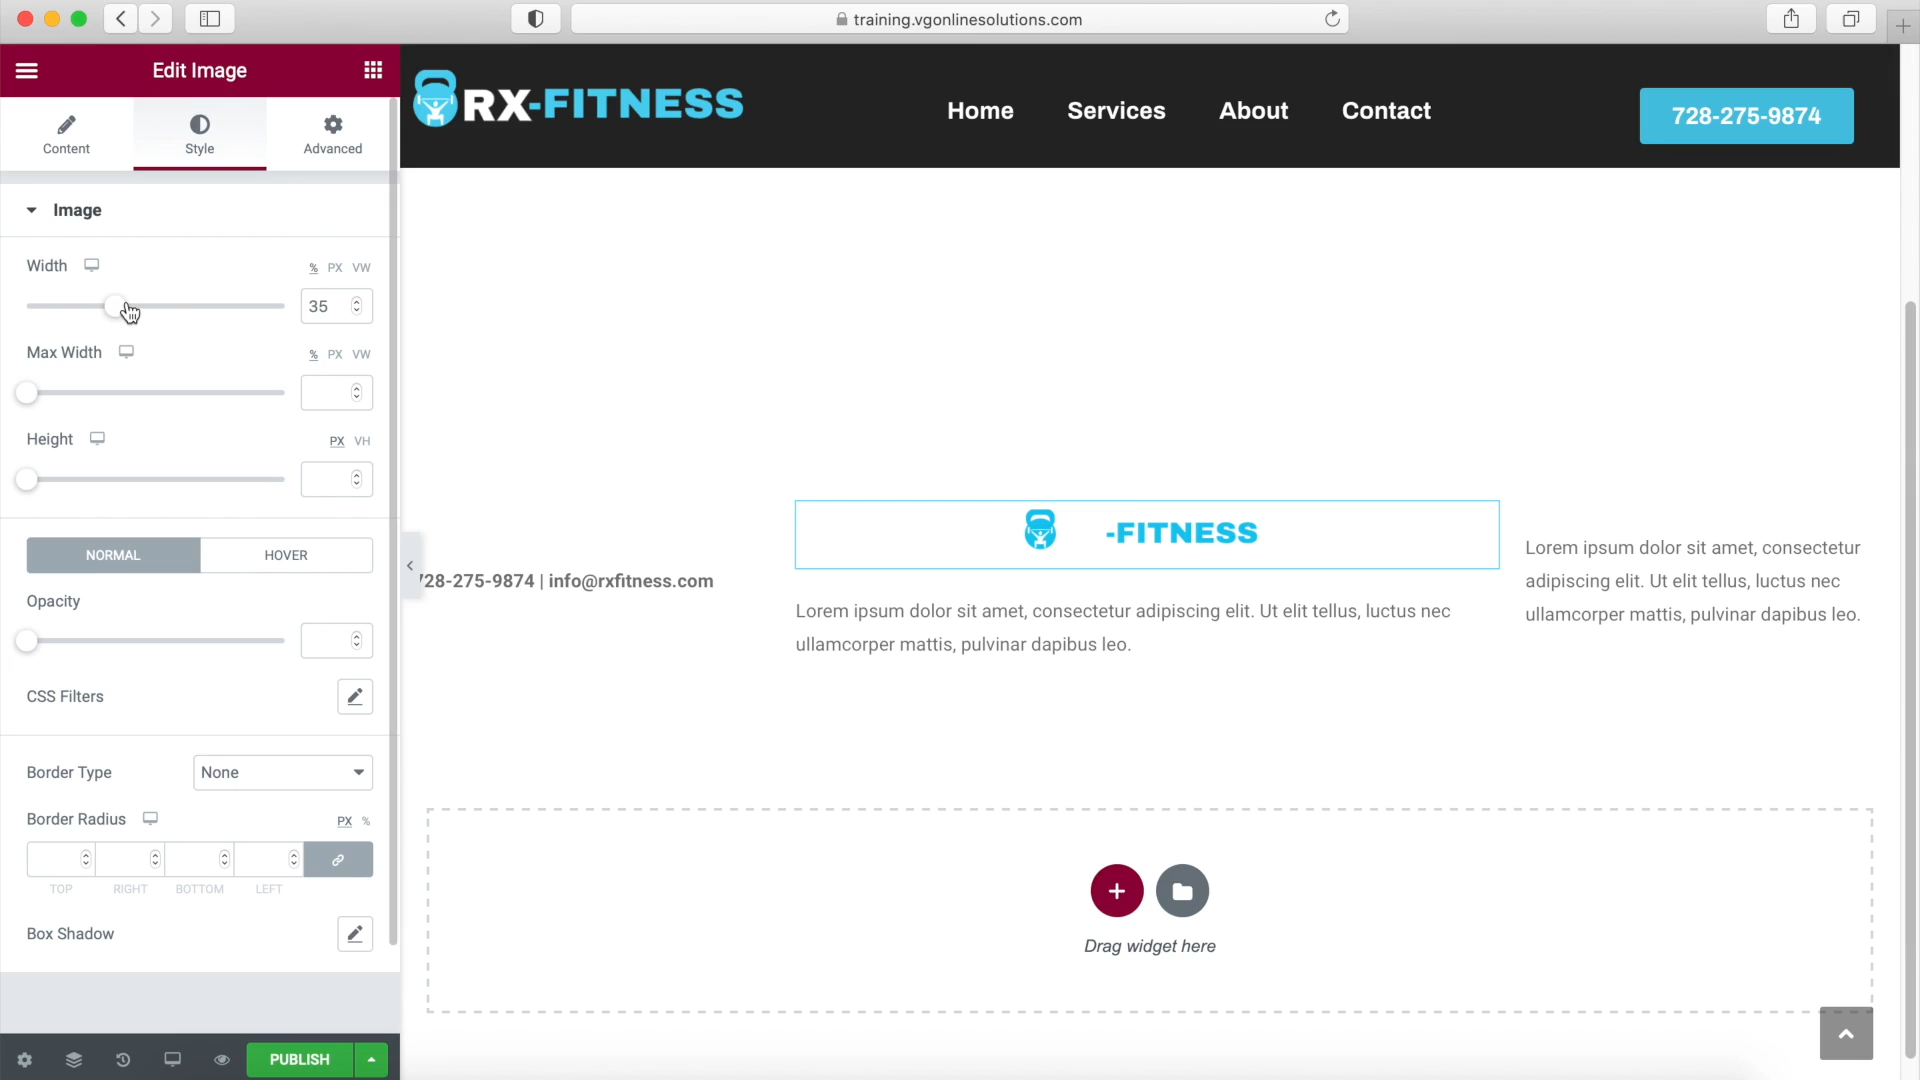 training.vgonlinesolutions.com
Edit Image
Content
Style
Advanced
Image
Width
% PX VW
35
Max Width
% PX VW
Height
PX VH
NORMAL
HOVER
Opacity
CSS Filters
Border Type
None
Border Radius
PX %
TOP RIGHT BOTTOM LEFT
Box Shadow
PUBLISH
RX-FITNESS
Home
Services
About
Contact
728-275-9874
728-275-9874 | info@rxfitness.com
-FITNESS
Lorem ipsum dolor sit amet, consectetur adipiscing elit. Ut elit tellus, luctus nec
ullamcorper mattis, pulvinar dapibus leo.
Lorem ipsum dolor sit amet, consectetur
adipiscing elit. Ut elit tellus, luctus nec
ullamcorper mattis, pulvinar dapibus leo.
Drag widget here